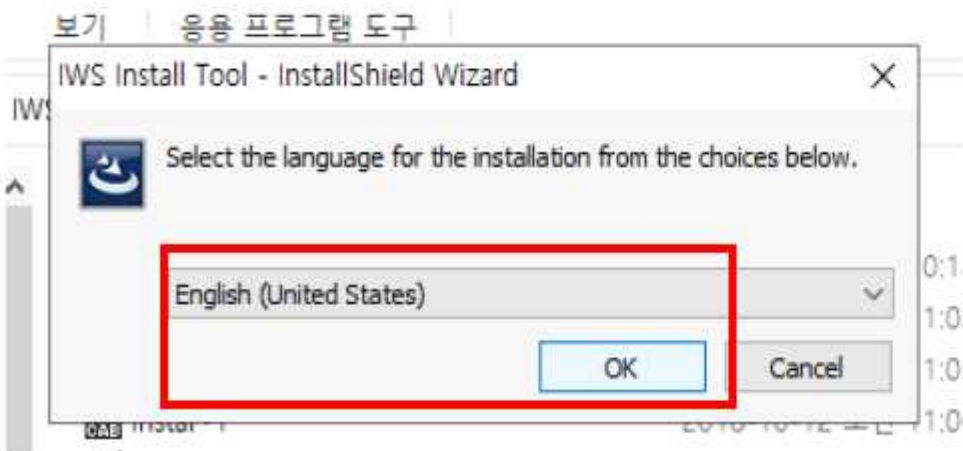 보기 응용 프로그램 도구
IWS Install Tool - InstallShield Wizard
IWS
Select the language for the installation from the choices below.
English (United States)
OK Cancel